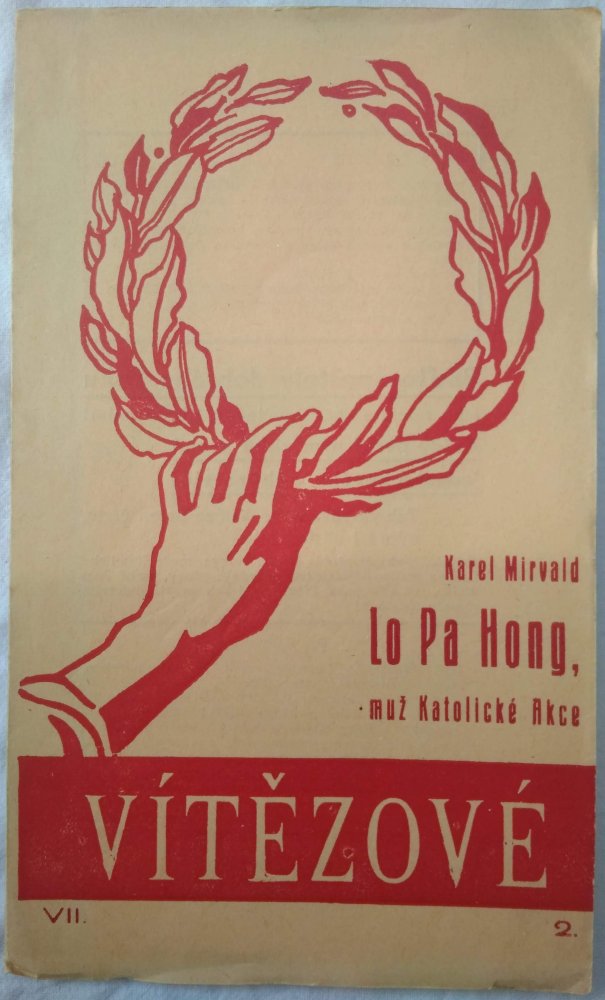 Karel Mirvald
Lo Pa Hong,
muž Katolické Akce
VÍTĚZOVÉ
VII. 2.